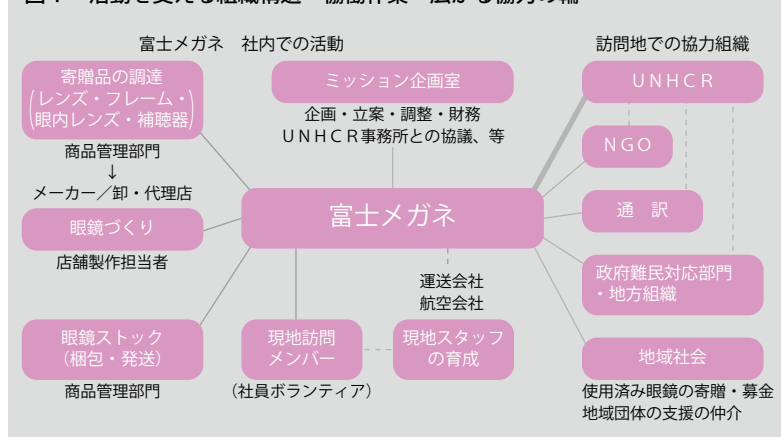 富士メガネ 社内での活動
訪問地での協力組織
寄贈品の調達
(レンズ・フレーム・
眼内レンズ・補聴器)
商品管理部門
↓
メーカー/卸・代理店
ミッション企画室
企画・立案・調整・財務
UNHCR事務所との協議、等
UNHCR
NGO
富士メガネ
通 訳
眼鏡づくり
店舗製作担当者
運送会社
航空会社
政府難民対応部門
・地方組織
眼鏡ストック
(梱包・発送)
商品管理部門
現地訪問
メンバー
(社員ボランティア)
現地スタッフ
の育成
地域社会
使用済み眼鏡の寄贈・募金
地域団体の支援の仲介